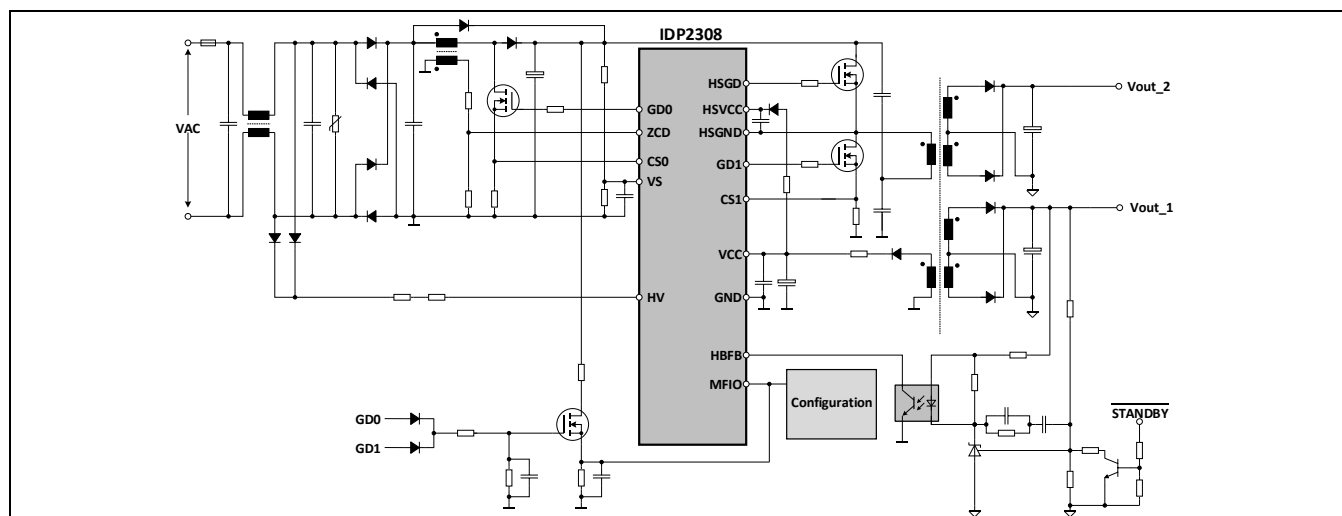 IDP2308
VAC
GD0
ZCD
CS0
VS
HV
HSGD
HSVCC
HSGND
GD1
CS1
VCC
GND
HBFB
MFIO
Vout_2
Vout_1
Configuration
STANDBY
GD0
GD1